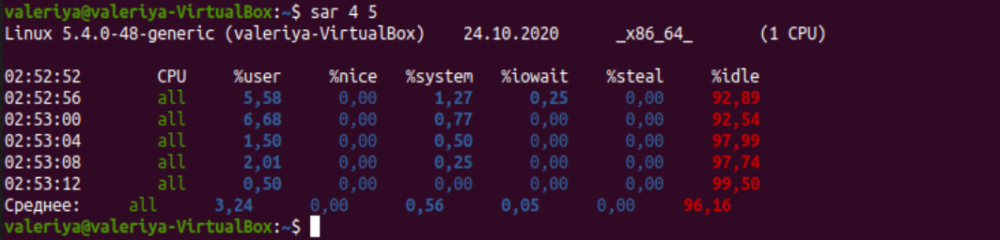 valeriya@valeriya-VirtualBox:~$ sar 4 5
Linux 5.4.0-48-generic (valeriya-VirtualBox) 24.10.2020 _x86_64_ (1 CPU)
02:52:52 CPU %user %nice %system %iowait %steal %idle
02:52:56 all 5,58 0,00 1,27 0,25 0,00 92,89
02:53:00 all 6,68 0,00 0,77 0,00 0,00 92,54
02:53:04 all 1,50 0,00 0,50 0,00 0,00 97,99
02:53:08 all 2,01 0,00 0,25 0,00 0,00 97,74
02:53:12 all 0,50 0,00 0,00 0,00 0,00 99,50
Среднее: all 3,24 0,00 0,56 0,05 0,00 96,16
valeriya@valeriya-VirtualBox:~$